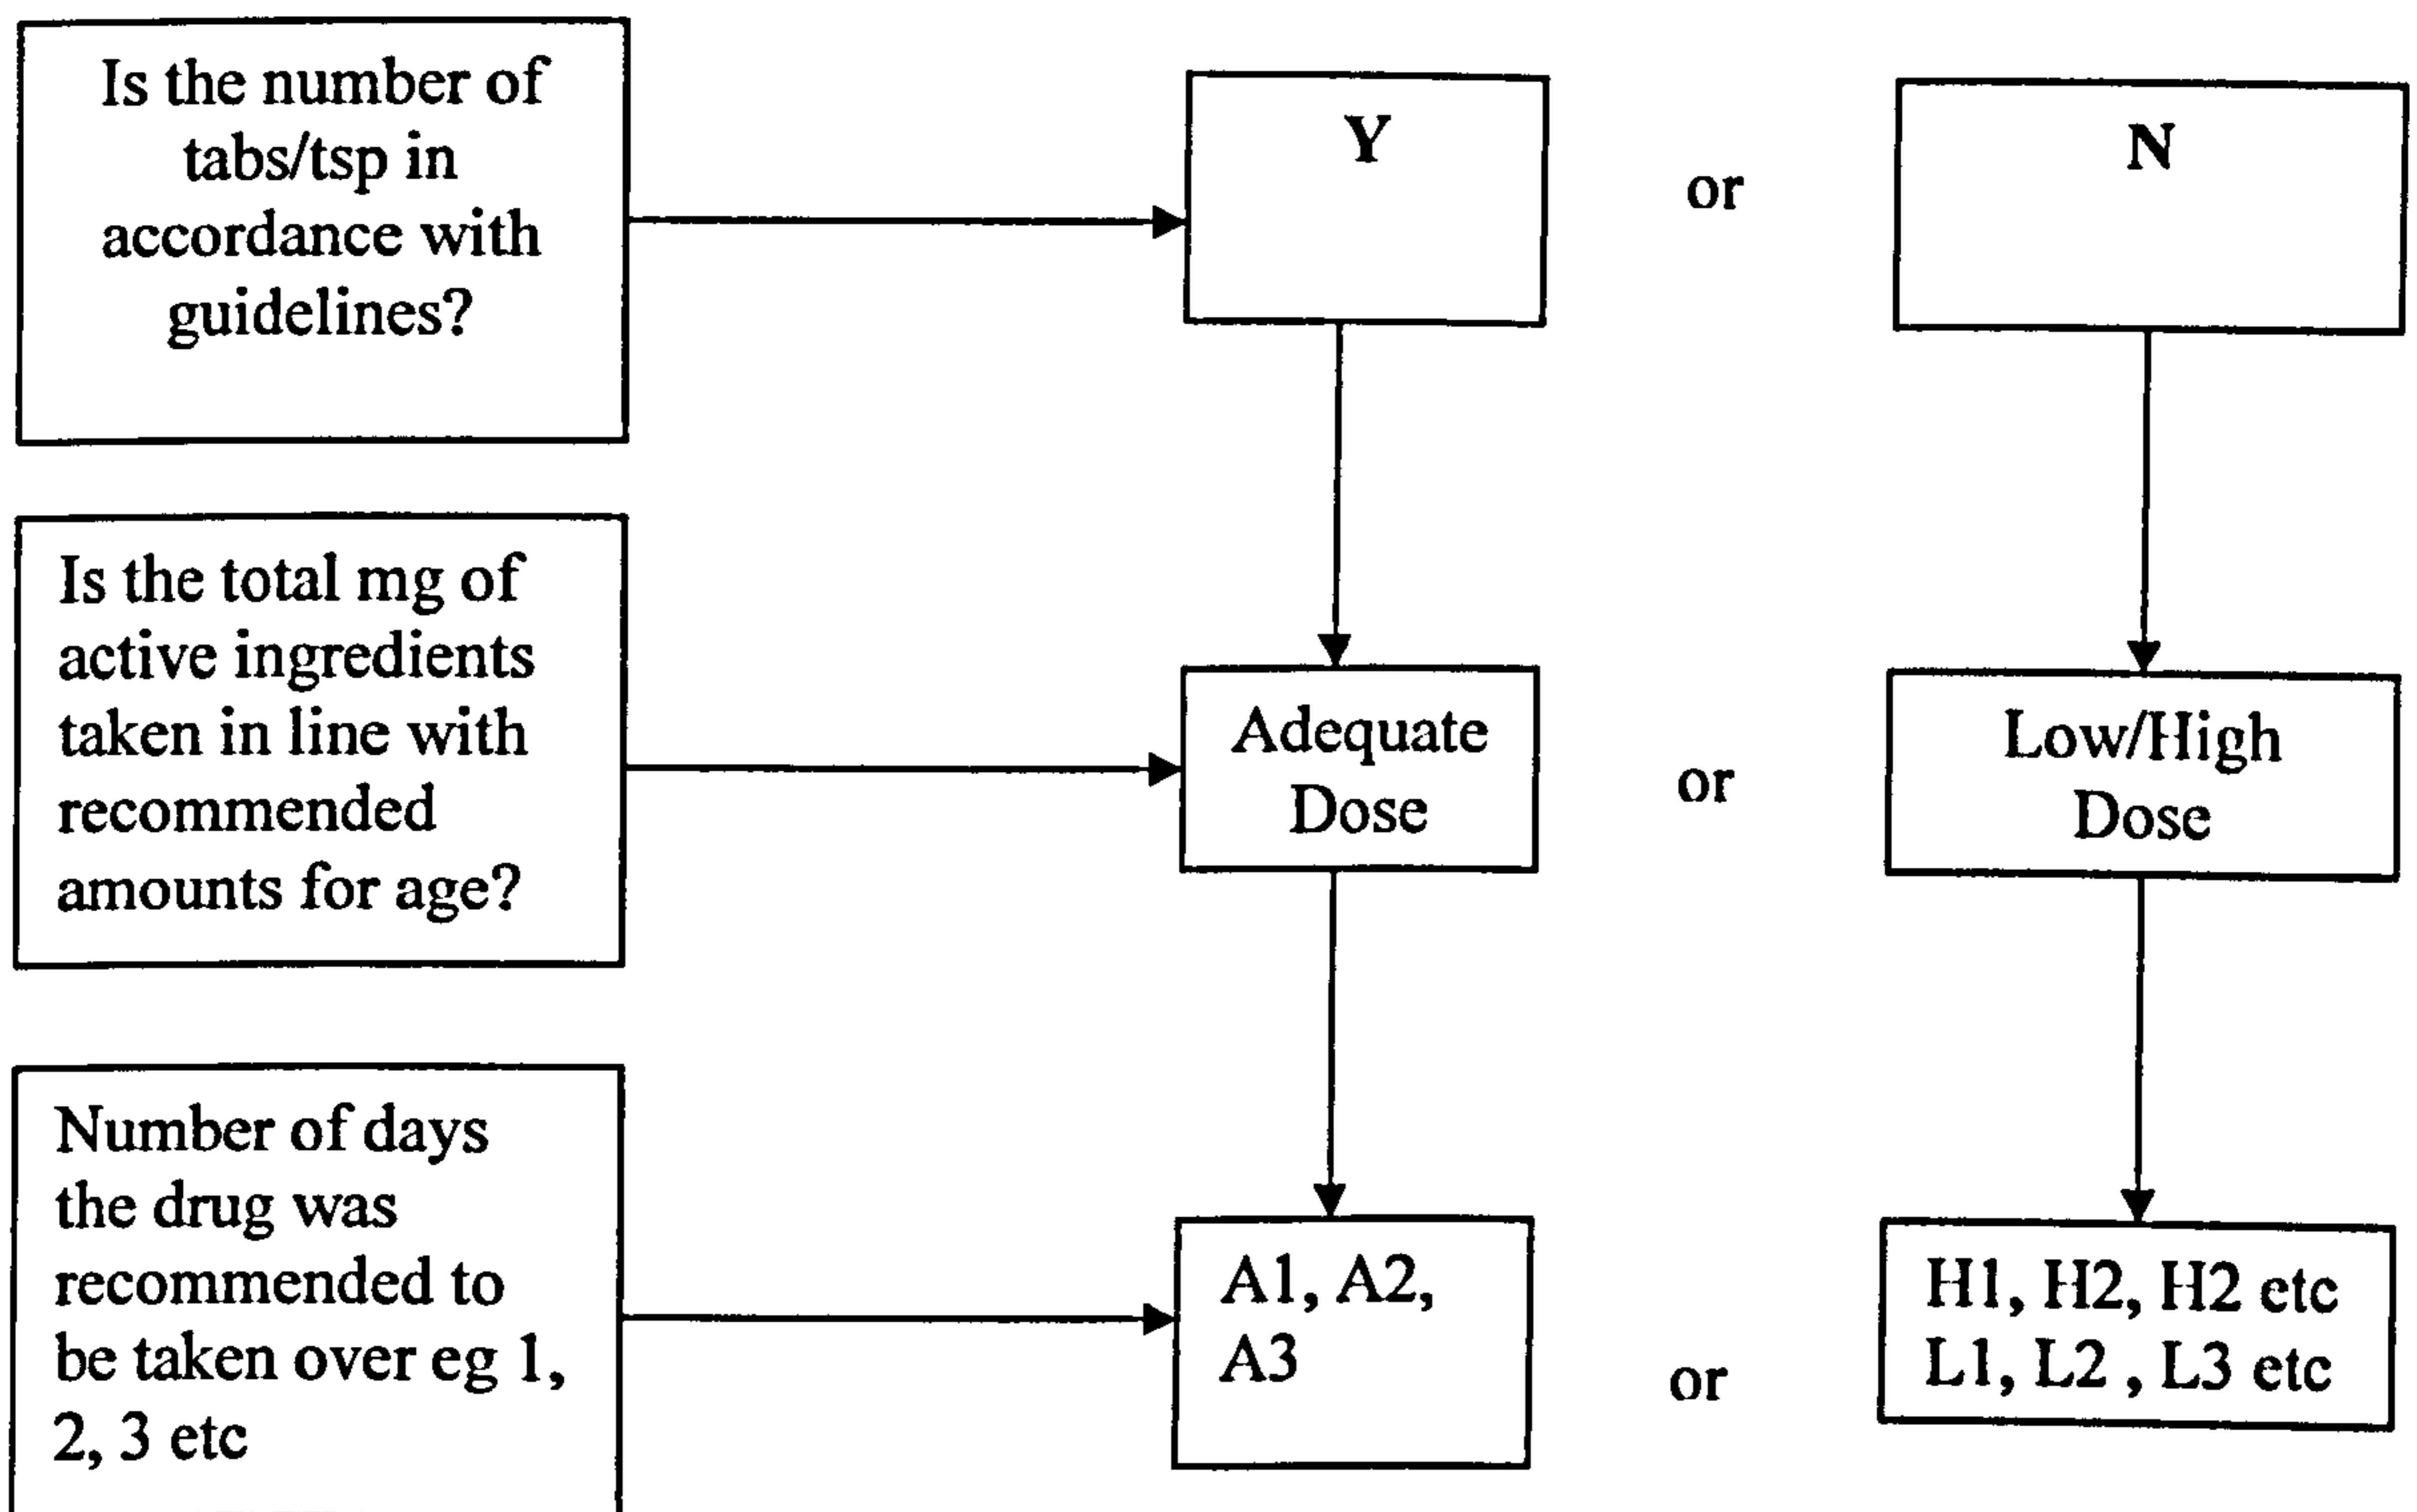 Is the number of
tabs/tsp in
accordance with
guidelines?
Y
or
N
Is the total mg of
active ingredients
taken in line with
recommended
amounts for age?
Adequate
Dose
or
Low/High
Dose
Number of days
the drug was
recommended to
be taken over eg 1,
2, 3 etc
A1, A2,
A3
or
H1, H2, H2 etc
L1, L2 , L3 etc